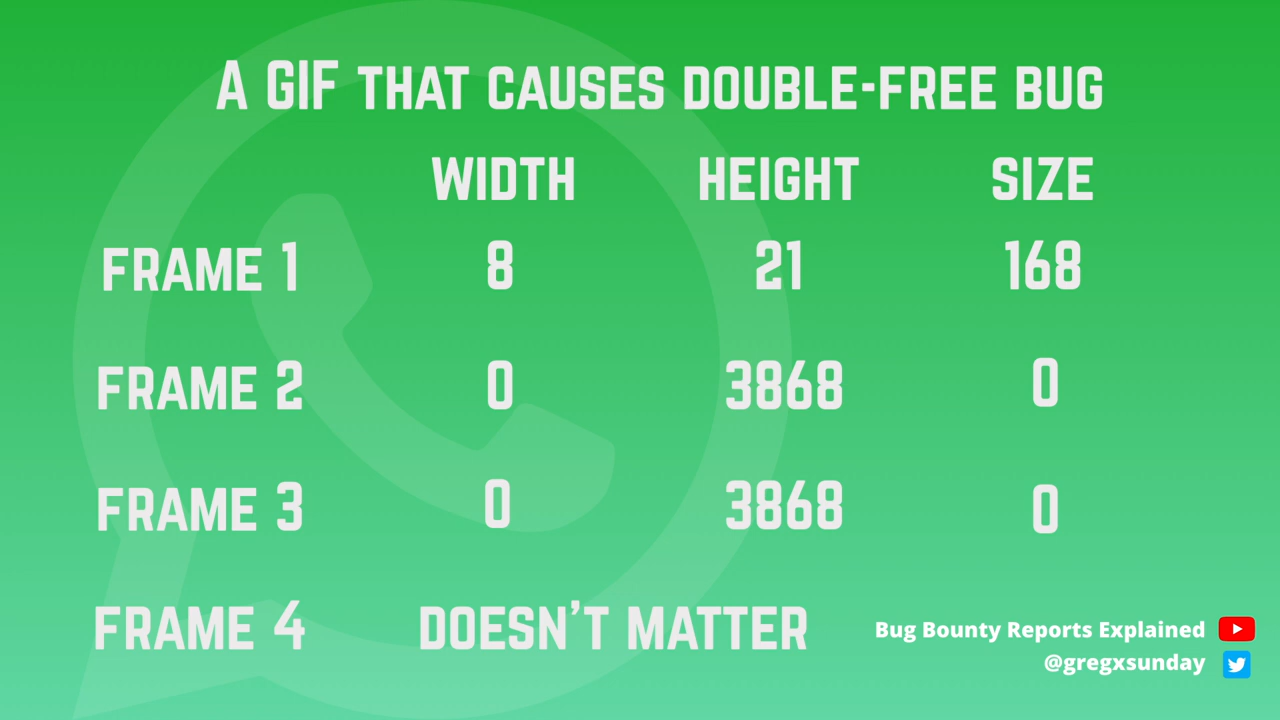 A GIF THAT CAUSES DOUBLE-FREE BUG
WIDTH HEIGHT SIZE
FRAME 1 8 21 168
FRAME 2 0 3868 0
FRAME 3 0 3868 0
FRAME 4 DOESN'T MATTER
Bug Bounty Reports Explained
@gregxsunday